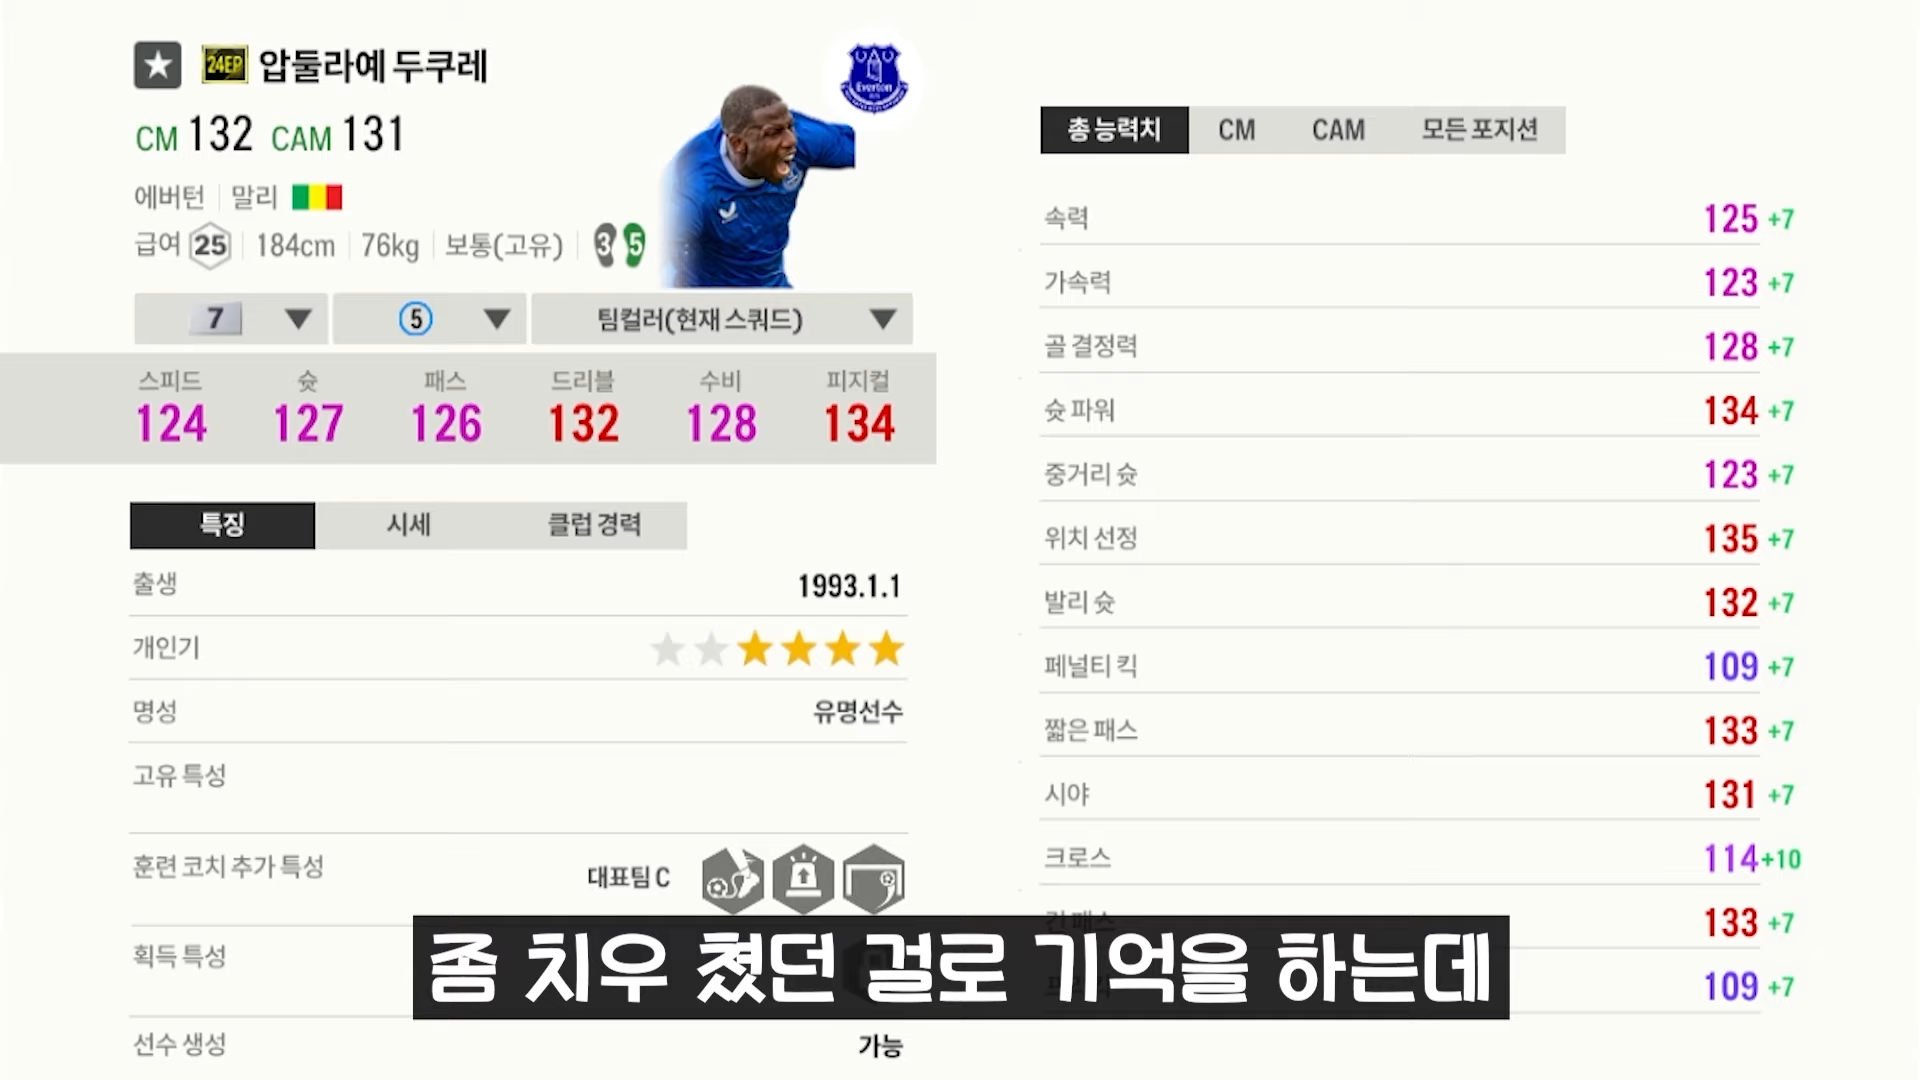 24EP 압둘라예 두쿠레
CM 132 CAM 131
에버턴 말리
급여 25 184cm 76kg 보통(고유) 3 5
Everton
7 5 팀컬러(현재 스쿼드)
스피드 슛 패스 드리블 수비 피지컬
124 127 126 132 128 134
특징 시세 클럽 경력
출생 1993.1.1
개인기
명성 유명선수
고유 특성
훈련 코치 추가 특성 대표팀 C
획득 특성
선수 생성 가능
총 능력치 CM CAM 모든 포지션
속력 125 +7
가속력 123 +7
골 결정력 128 +7
슛 파워 134 +7
중거리 슛 123 +7
위치 선정 135 +7
발리 슛 132 +7
페널티 킥 109 +7
짧은 패스 133 +7
시야 131 +7
크로스 114 +10
긴 패스 133 +7
109 +7
좀 치우 쳤던 걸로 기억을 하는데